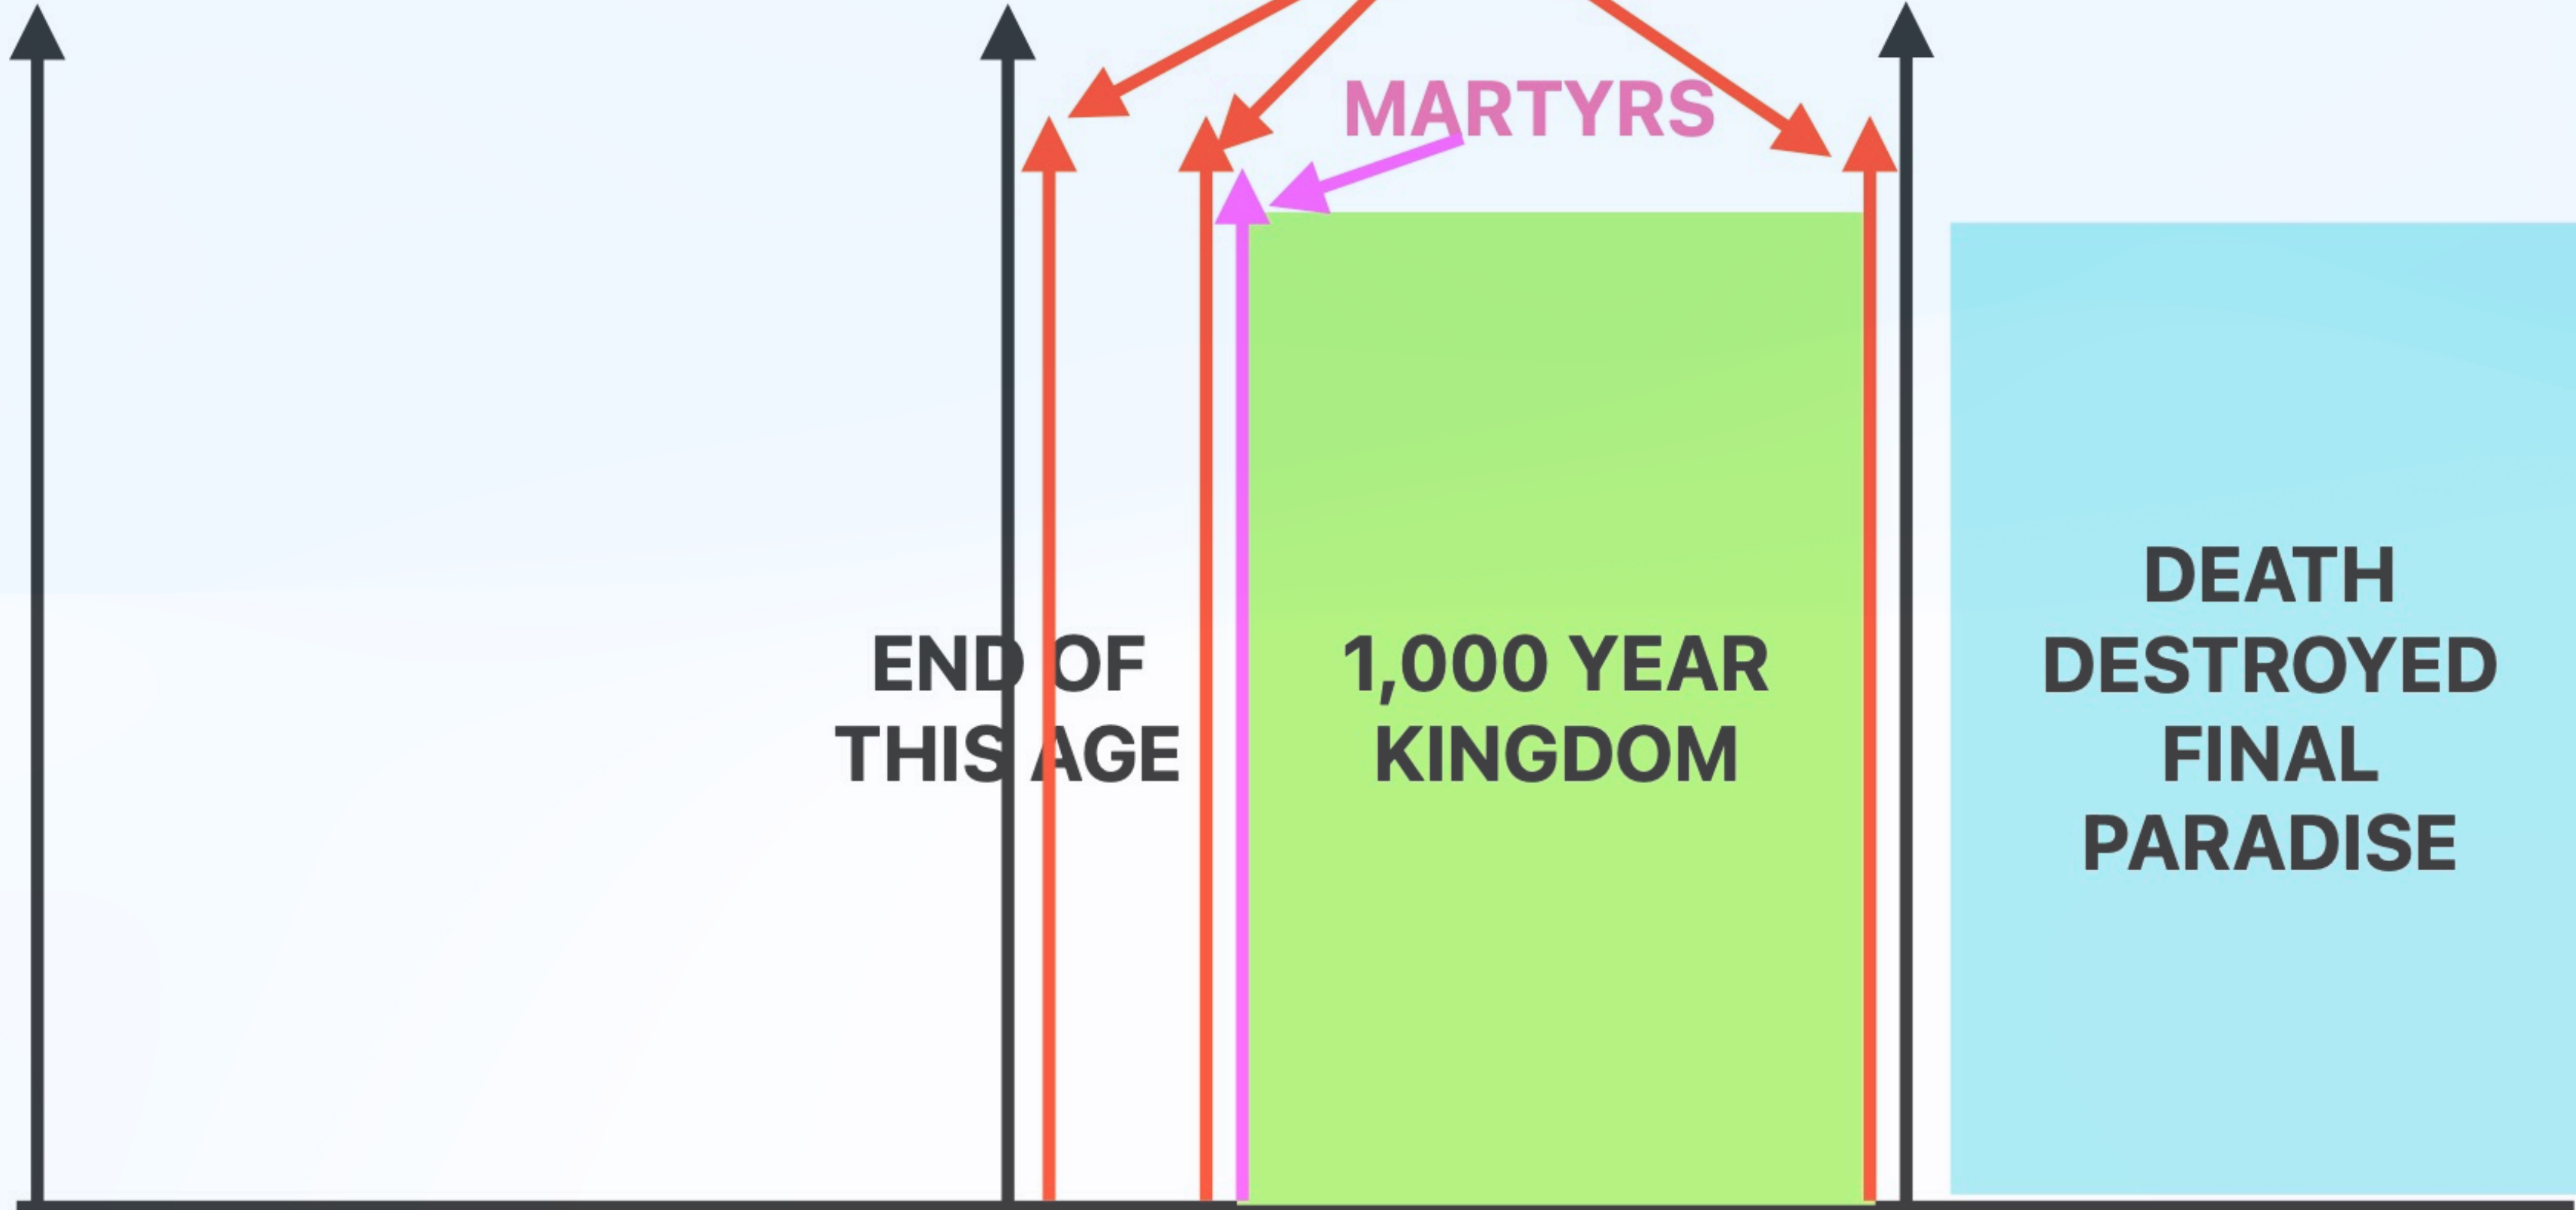 MARTYRS
END OF
THIS AGE
1,000 YEAR
KINGDOM
DEATH
DESTROYED
FINAL
PARADISE